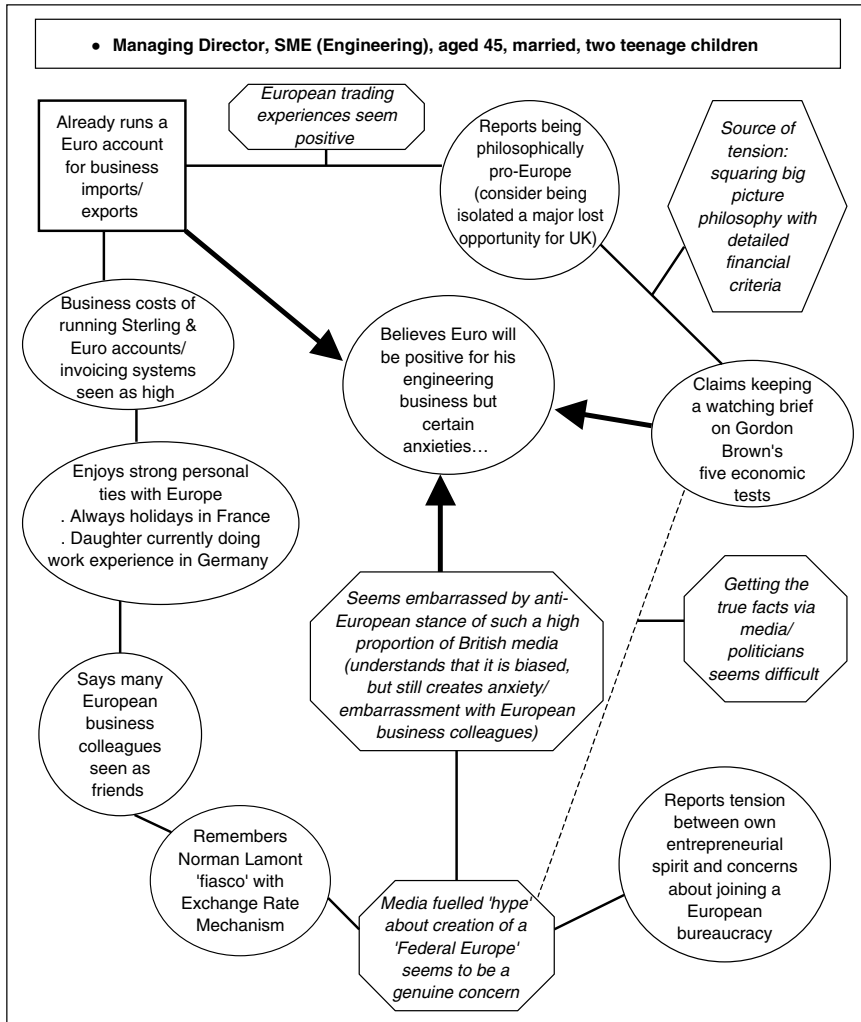 • Managing Director, SME (Engineering), aged 45, married, two teenage children
European trading
experiences seem
positive
Already runs a
Euro account
for business
imports/
exports
Reports being
philosophically
pro-Europe
(consider being
isolated a major lost
opportunity for UK)
Source of
tension:
squaring big
picture
philosophy with
detailed
financial
criteria
Business costs of
running Sterling &
Euro accounts/
invoicing systems
seen as high
Believes Euro will
be positive for his
engineering
business but
certain
anxieties…
Claims keeping
a watching brief
on Gordon
Brown's
five economic
tests
Enjoys strong personal
ties with Europe
. Always holidays in France
. Daughter currently doing
work experience in Germany
Seems embarrassed by anti-
European stance of such a high
proportion of British media
(understands that it is biased,
but still creates anxiety/
embarrassment with European
business colleagues)
Getting the
true facts via
media/
politicians
seems difficult
Says many
European
business
colleagues
seen as
friends
Remembers
Norman Lamont
'fiasco' with
Exchange Rate
Mechanism
Media fuelled 'hype'
about creation of a
'Federal Europe'
seems to be a
genuine concern
Reports tension
between own
entrepreneurial
spirit and concerns
about joining a
European
bureaucracy